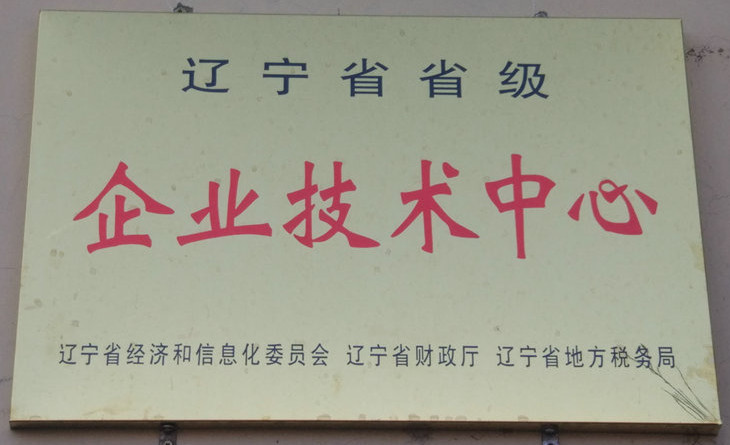 辽宁省省级
企业技术中心
辽宁省经济和信息化委员会 辽宁省财政厅 辽宁省地方税务局